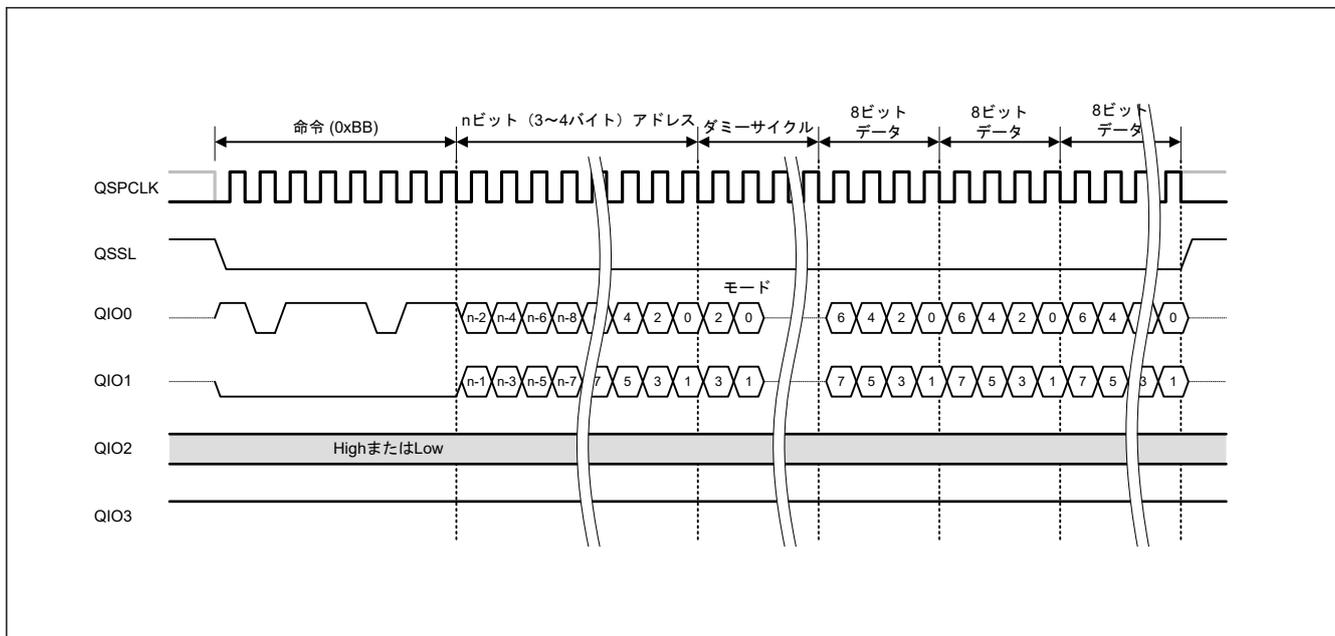 命令 (0xBB)
nビット（3～4バイト）アドレス
ダミーサイクル
8ビット
データ
8ビット
データ
8ビット
データ
QSPCLK
QSSL
モード
QIO0
n-2 n-4 n-6 n-8 4 2 0 2 0 6 4 2 0 6 4 2 0 6 4 0
QIO1
n-1 n-3 n-5 n-7 7 5 3 1 3 1 7 5 3 1 7 5 3 1 7 5 3 1
QIO2
HighまたはLow
QIO3